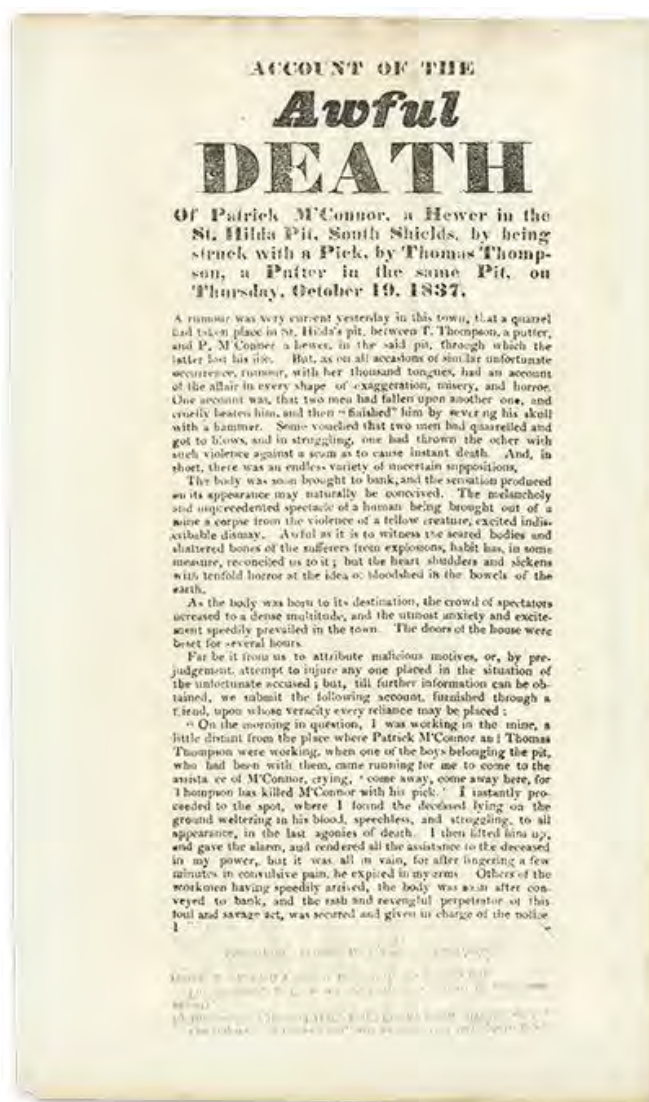 ACCOUNT OF THE
Awful
DEATH
Of Patrick M'Connor, a Hewer in the
St. Hilda Pit, South Shields, by being
struck with a Pick, by Thomas Thomp-
son, a Putter in the same Pit, on
Thursday, October 19, 1837.
A rumour was very current yesterday in this town, that a quarrel
had taken place in St. Hilda's pit, between T. Thompson, a putter,
and P. M'Connor a hewer, in the said pit, through which the
latter lost his life. But, as on all accasions of similar unfortunate
occurrence, rumour, with her thousand tongues, had an account
of the affair in every shape of exaggeration, misery, and horror.
One account was, that two men had fallen upon another one, and
cruelly beaten him, and then "finished" him by severing his skull
with a hammer. Some vouched that two men had quarrelled and
got to blows, and in struggling, one had thrown the other with
such violence against a seam as to cause instant death. And, in
short, there was an endless variety of uncertain suppositions,
The body was soon brought to bank, and the sensation produced
on its appearance may naturally be conceived. The melancholy
and unprecedented spectacle of a human being brought out of a
mine a corpse from the violence of a fellow creature, excited indis-
cribable dismay. Awful as it is to witness the scared bodies and
shattered bones of the sufferers from explosions, habit has, in some
measure, reconciled us to it; but the heart shudders and sickens
with tenfold horror at the idea of bloodshed in the bowels of the
earth.
As the body was born to its destination, the crowd of spectators
ncreased to a dense multitude, and the utmost anxiety and excite-
ment speedily prevailed in the town. The doors of the house were
beset for several hours.
Far be it from us to attribute malicious motives, or, by pre-
judgement, attempt to injure any one placed in the situation of
the unfortunate accused; but, till further information can be ob-
tained, we submit the following account, furnished through a
friend, upon whose veracity every reliance may be placed:
"On the morning in question, I was working in the mine, a
little distant from the place where Patrick M'Connor and Thomas
Thompson were working, when one of the boys belonging the pit,
who had been with them, came running for me to come to the
assista ce of M'Connor, crying, 'come away, come away here, for
Thompson has killed M'Connor with his pick.' I instantly pro-
ceeded to the spot, where I found the deceased lying on the
ground weltering in his blood, speechless, and struggling, to all
appearance, in the last agonies of death. I then lifted him up,
and gave the alarm, and rendered all the assistance to the deceased
in my power, but it was all in vain, for after lingering a few
minutes in convulsive pain, he expired in my arms Others of the
workmen having speedily arrived, the body was soon after con-
veyed to bank, and the rash and revengful perpetrator of this
foul and savage act, was secured and given in charge of the police